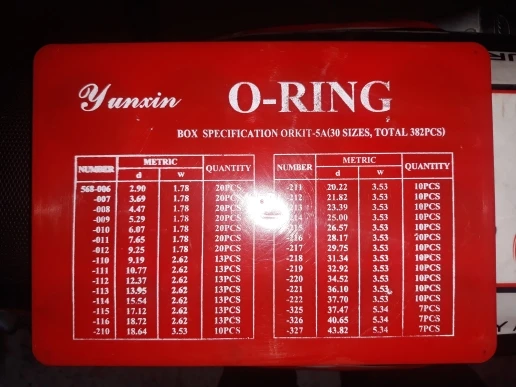 Yunxin O-RING
BOX SPECIFICATION ORKIT-5A(30 SIZES, TOTAL 382PCS)
NUMBER METRIC QUANTITY
d w
568-006 2.90 1.78 20PCS
-007 3.69 1.78 20PCS
-008 4.47 1.78 20PCS
-009 5.29 1.78 20PCS
-010 6.07 1.78 20PCS
-011 7.65 1.78 20PCS
-012 9.25 1.78 20PCS
-110 9.19 2.62 13PCS
-111 10.77 2.62 13PCS
-112 12.37 2.62 13PCS
-113 13.95 2.62 13PCS
-114 15.54 2.62 13PCS
-115 17.12 2.62 13PCS
-116 18.72 2.62 13PCS
-210 18.64 3.53 10PCS
NUMBER METRIC QUANTITY
d w
-211 20.22 3.53 10PCS
-212 21.82 3.53 10PCS
-213 23.39 3.53 10PCS
-214 25.00 3.53 10PCS
-215 26.57 3.53 10PCS
-216 28.17 3.53 10PCS
-217 29.75 3.53 10PCS
-218 31.34 3.53 10PCS
-219 32.92 3.53 10PCS
-220 34.52 3.53 10PCS
-221 36.10 3.53 10PCS
-222 37.70 3.53 10PCS
-325 37.47 5.34 7PCS
-326 40.65 5.34 7PCS
-327 43.82 5.34 7PCS